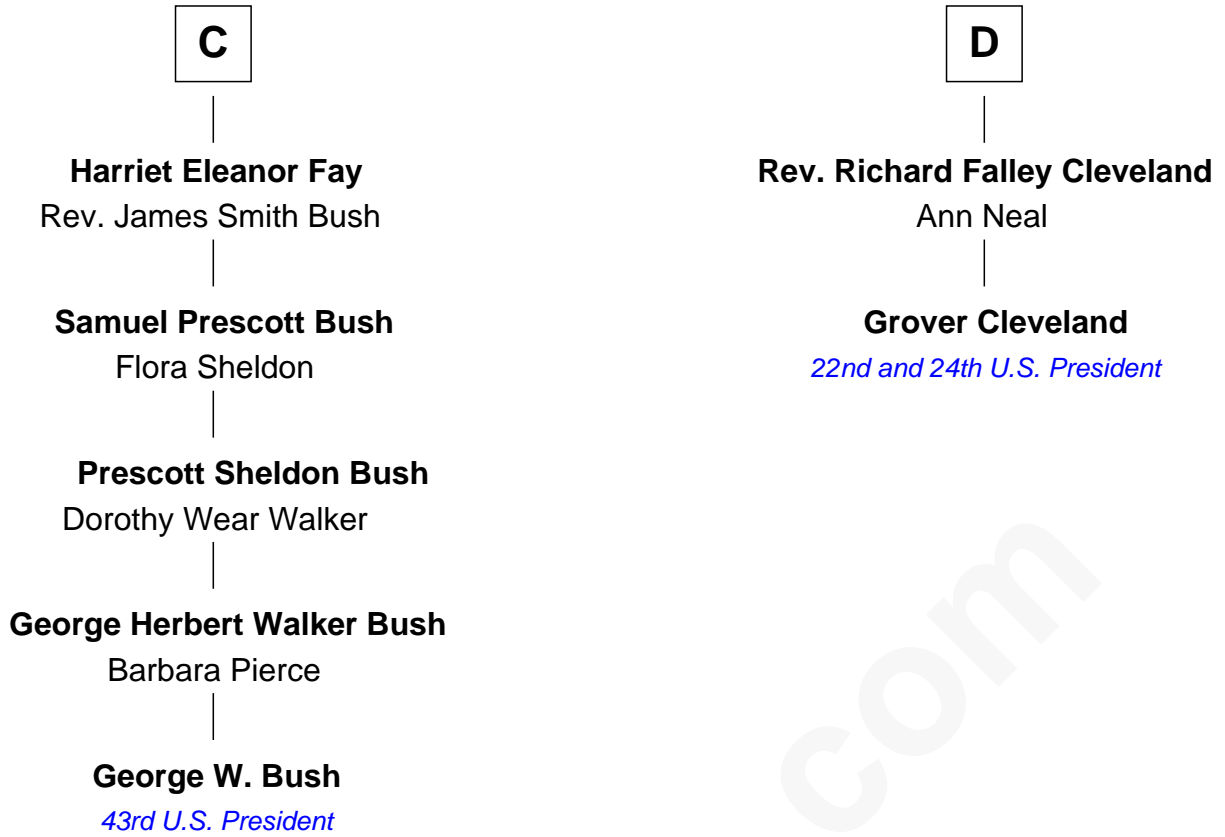 C
Harriet Eleanor Fay
Rev. James Smith Bush
Samuel Prescott Bush
Flora Sheldon
Prescott Sheldon Bush
Dorothy Wear Walker
George Herbert Walker Bush
Barbara Pierce
George W. Bush
43rd U.S. President
D
Rev. Richard Falley Cleveland
Ann Neal
Grover Cleveland
22nd and 24th U.S. President
com